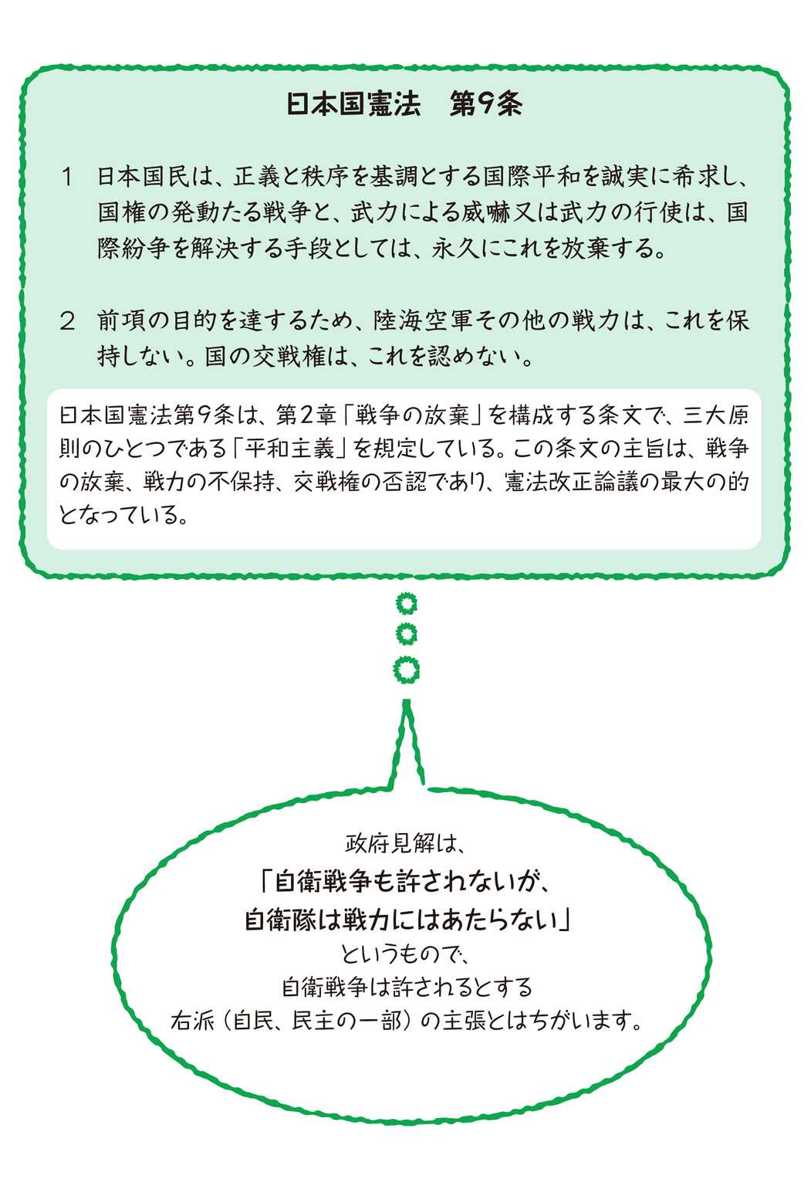 日本国憲法　第9条
1　日本国民は、正義と秩序を基調とする国際平和を誠実に希求し、
国権の発動たる戦争と、武力による威嚇又は武力の行使は、国
際紛争を解決する手段としては、永久にこれを放棄する。
2　前項の目的を達するため、陸海空軍その他の戦力は、これを保
持しない。国の交戦権は、これを認めない。
日本国憲法第9条は、第2章「戦争の放棄」を構成する条文で、三大原
則のひとつである「平和主義」を規定している。この条文の主旨は、戦争
の放棄、戦力の不保持、交戦権の否認であり、憲法改正論議の最大の的
となっている。
政府見解は、
「自衛戦争も許されないが、
自衛隊は戦力にはあたらない」
というもので、
自衛戦争は許されるとする
右派（自民、民主の一部）の主張とはちがいます。